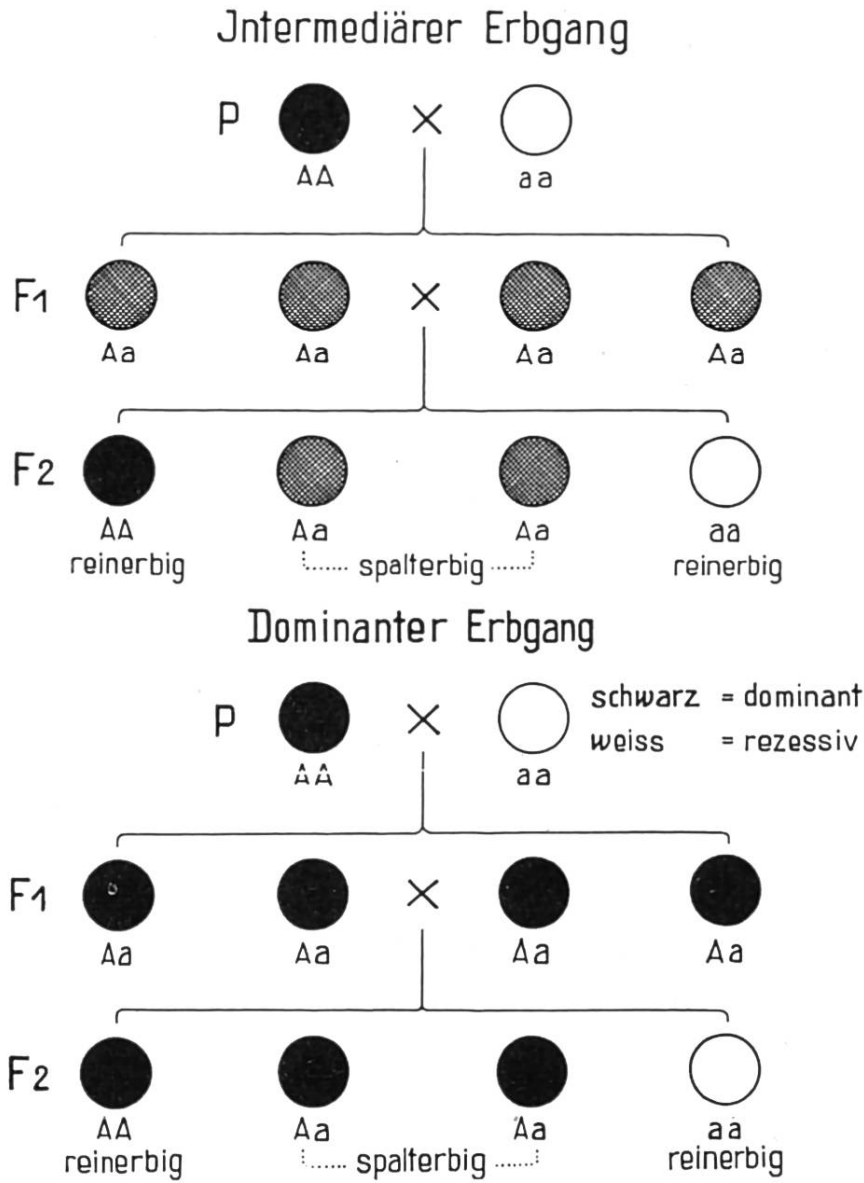 Jntermediärer Erbgang
P × 
AA aa
F1 ×
Aa Aa Aa Aa
F2
AA Aa Aa aa
reinerbig spalterbig reinerbig
Dominanter Erbgang
P × schwarz = dominant
weiss = rezessiv
AA aa
F1 ×
Aa Aa Aa Aa
F2
AA Aa Aa aa
reinerbig spalterbig reinerbig